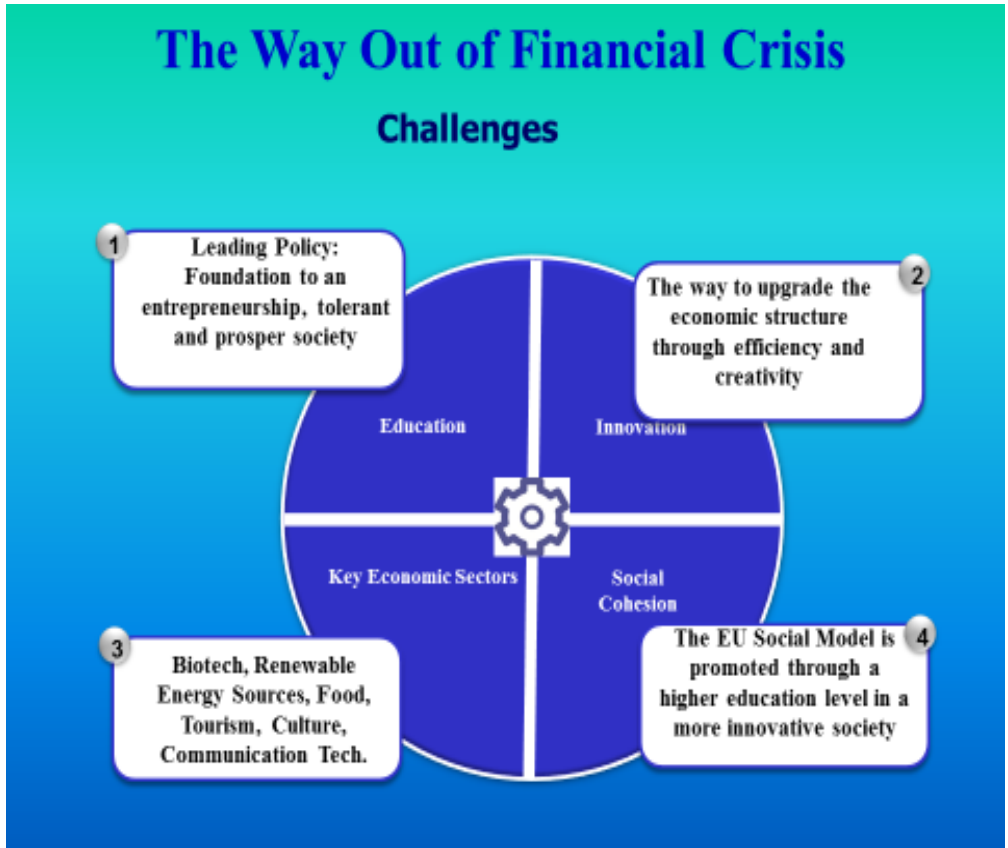 The Way Out of Financial Crisis
Challenges
1
Leading Policy:
Foundation to an
entrepreneurship, tolerant
and prosper society
2
The way to upgrade the
economic structure
through efficiency and
creativity
Education
Innovation
Key Economic Sectors
Social
Cohesion
3
Biotech, Renewable
Energy Sources, Food,
Tourism, Culture,
Communication Tech.
4
The EU Social Model is
promoted through a
higher education level in a
more innovative society